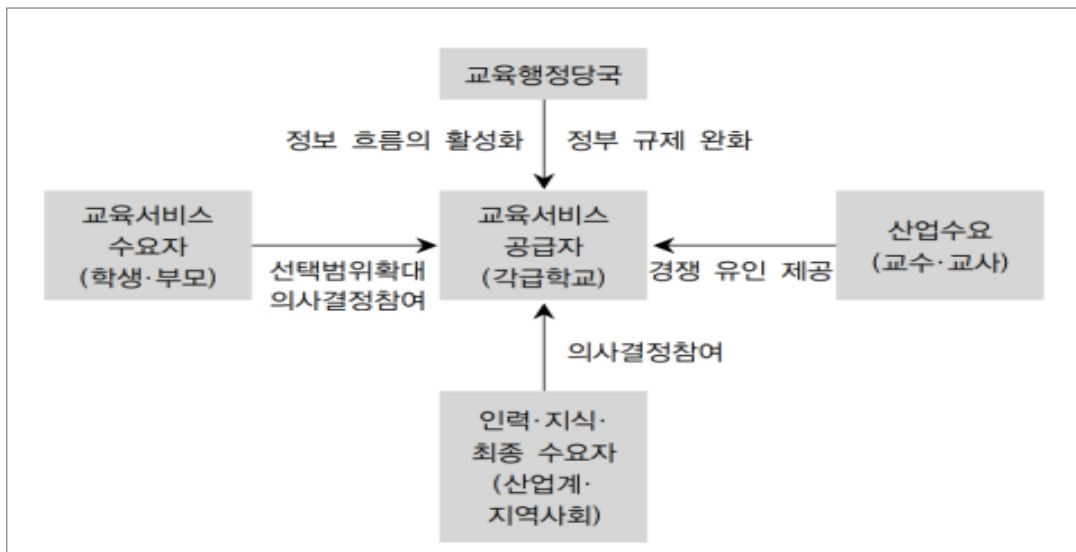 교육행정당국
정보 흐름의 활성화
정부 규제 완화
교육서비스
수요자
(학생·부모)
선택범위확대
의사결정참여
교육서비스
공급자
(각급학교)
경쟁 유인 제공
산업수요
(교수·교사)
의사결정참여
인력·지식·
최종 수요자
(산업계·
지역사회)